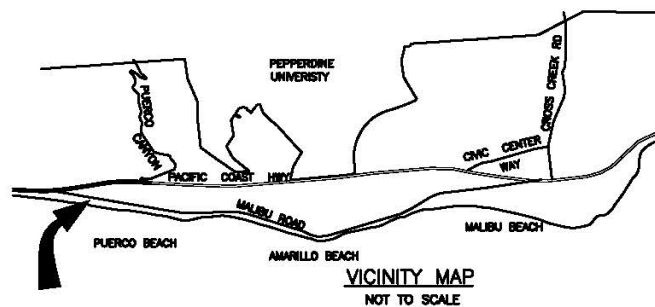 PEPPERDINE
UNIVERISTY
PUERCO
CANYON
CROSS CREEK RD
CIVIC CENTER
WAY
PACIFIC COAST HWY
MALIBU ROAD
PUERCO BEACH
AMARILLO BEACH
MALIBU BEACH
VICINITY MAP
NOT TO SCALE